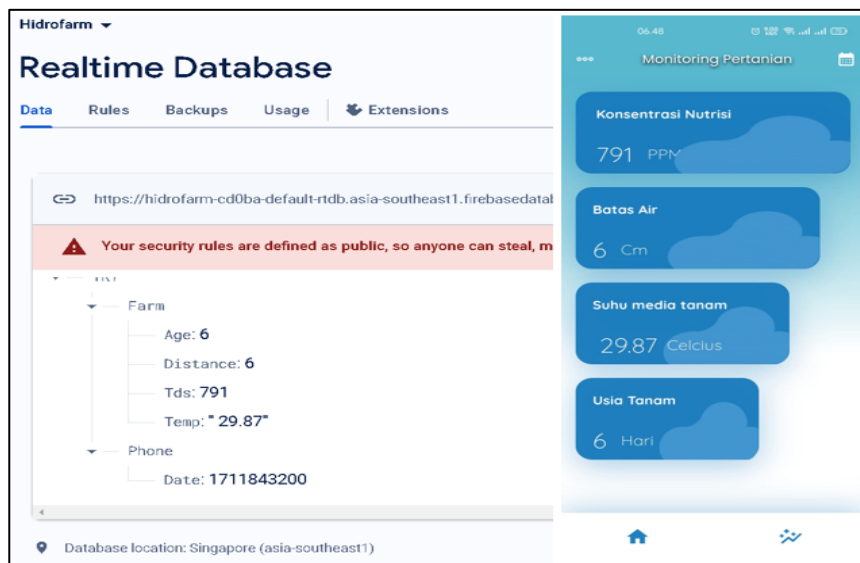 Hidrofarm
Realtime Database
Data Rules Backups Usage Extensions
https://hidrofarm-cd0ba-default-rtdb.asia-southeast1.firebasedatab
Your security rules are defined as public, so anyone can steal, m
Farm
Age: 6
Distance: 6
Tds: 791
Temp: " 29.87"
Phone
Date: 1711843200
Database location: Singapore (asia-southeast1)
06.48
Monitoring Pertanian
Konsentrasi Nutrisi
791 PPM
Batas Air
6 Cm
Suhu media tanam
29.87 Celcius
Usia Tanam
6 Hari